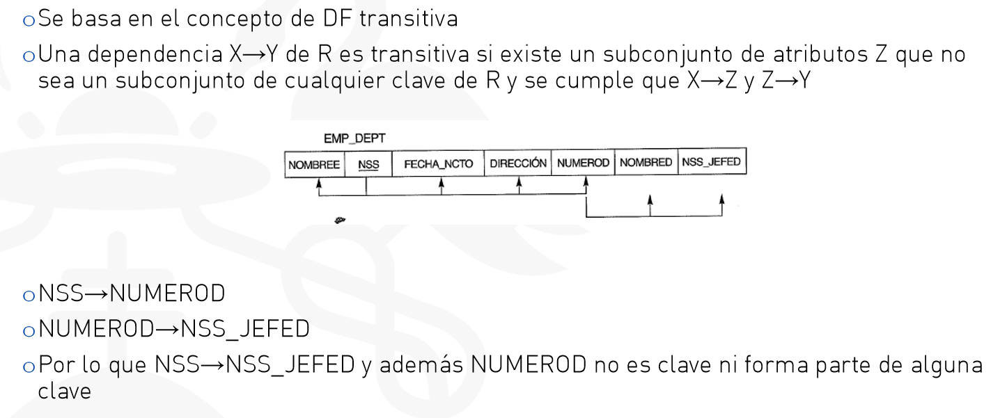 oSe basa en el concepto de DF transitiva
oUna dependencia X→Y de R es transitiva si existe un subconjunto de atributos Z que no
sea un subconjunto de cualquier clave de R y se cumple que X→Z y Z→Y
EMP_DEPT
NOMBREE NSS FECHA_NCTO DIRECCIÓN NUMEROD NOMBRED NSS_JEFED
oNSS→NUMEROD
oNUMEROD→NSS_JEFED
oPor lo que NSS→NSS_JEFED y además NUMEROD no es clave ni forma parte de alguna
clave